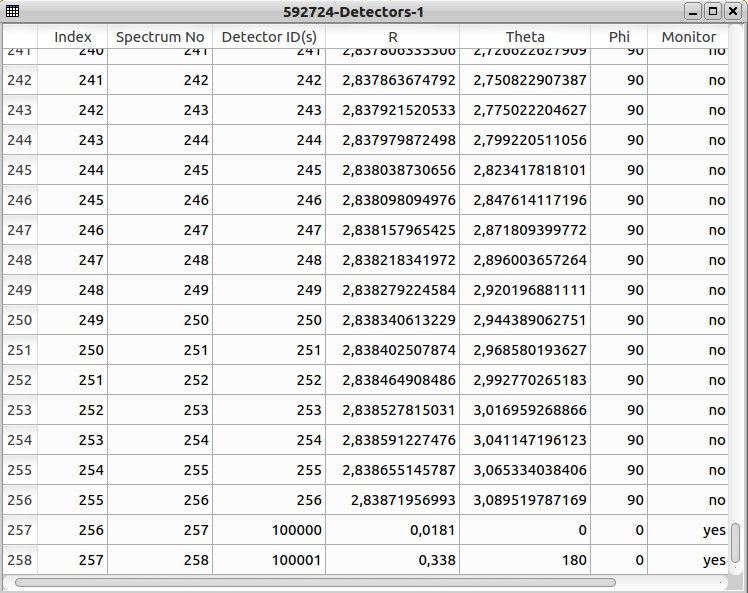 592724-Detectors-1
Index Spectrum No Detector ID(s) R Theta Phi Monitor
241 240 241 241 2,837806335306 2,726622627909 90 no
242 241 242 242 2,837863674792 2,750822907387 90 no
243 242 243 243 2,837921520533 2,775022204627 90 no
244 243 244 244 2,837979872498 2,799220511056 90 no
245 244 245 245 2,838038730656 2,823417818101 90 no
246 245 246 246 2,838098094976 2,847614117196 90 no
247 246 247 247 2,838157965425 2,871809399772 90 no
248 247 248 248 2,838218341972 2,896003657264 90 no
249 248 249 249 2,838279224584 2,920196881111 90 no
250 249 250 250 2,838340613229 2,944389062751 90 no
251 250 251 251 2,838402507874 2,968580193627 90 no
252 251 252 252 2,838464908486 2,992770265183 90 no
253 252 253 253 2,838527815031 3,016959268866 90 no
254 253 254 254 2,838591227476 3,041147196123 90 no
255 254 255 255 2,838655145787 3,065334038406 90 no
256 255 256 256 2,83871956993 3,089519787169 90 no
257 256 257 100000 0,0181 0 0 yes
258 257 258 100001 0,338 180 0 yes